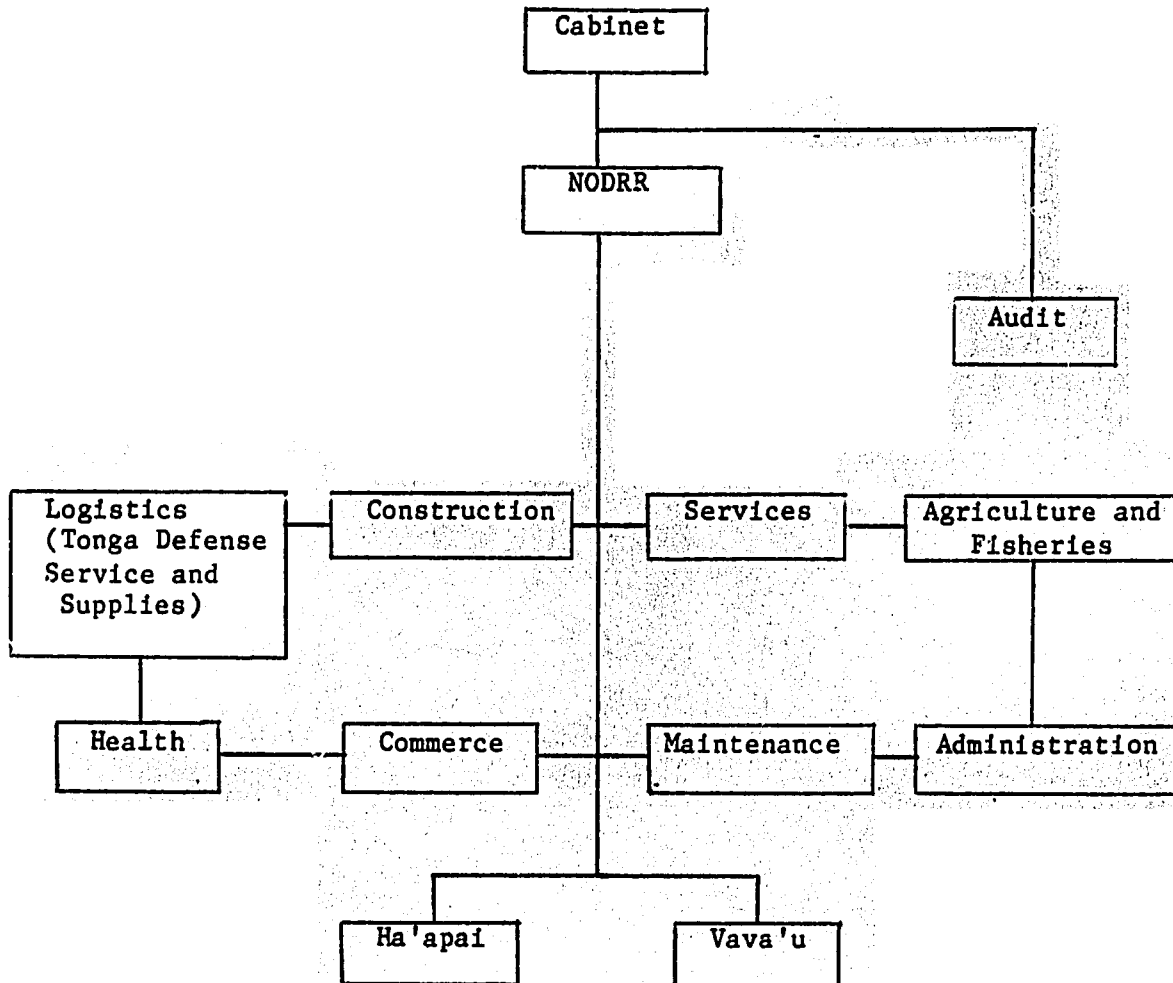 Cabinet
NODRR
Audit
Logistics
(Tonga Defense
Service and
Supplies)
Construction
Services
Agriculture and
Fisheries
Health
Commerce
Maintenance
Administration
Ha'apai
Vava'u